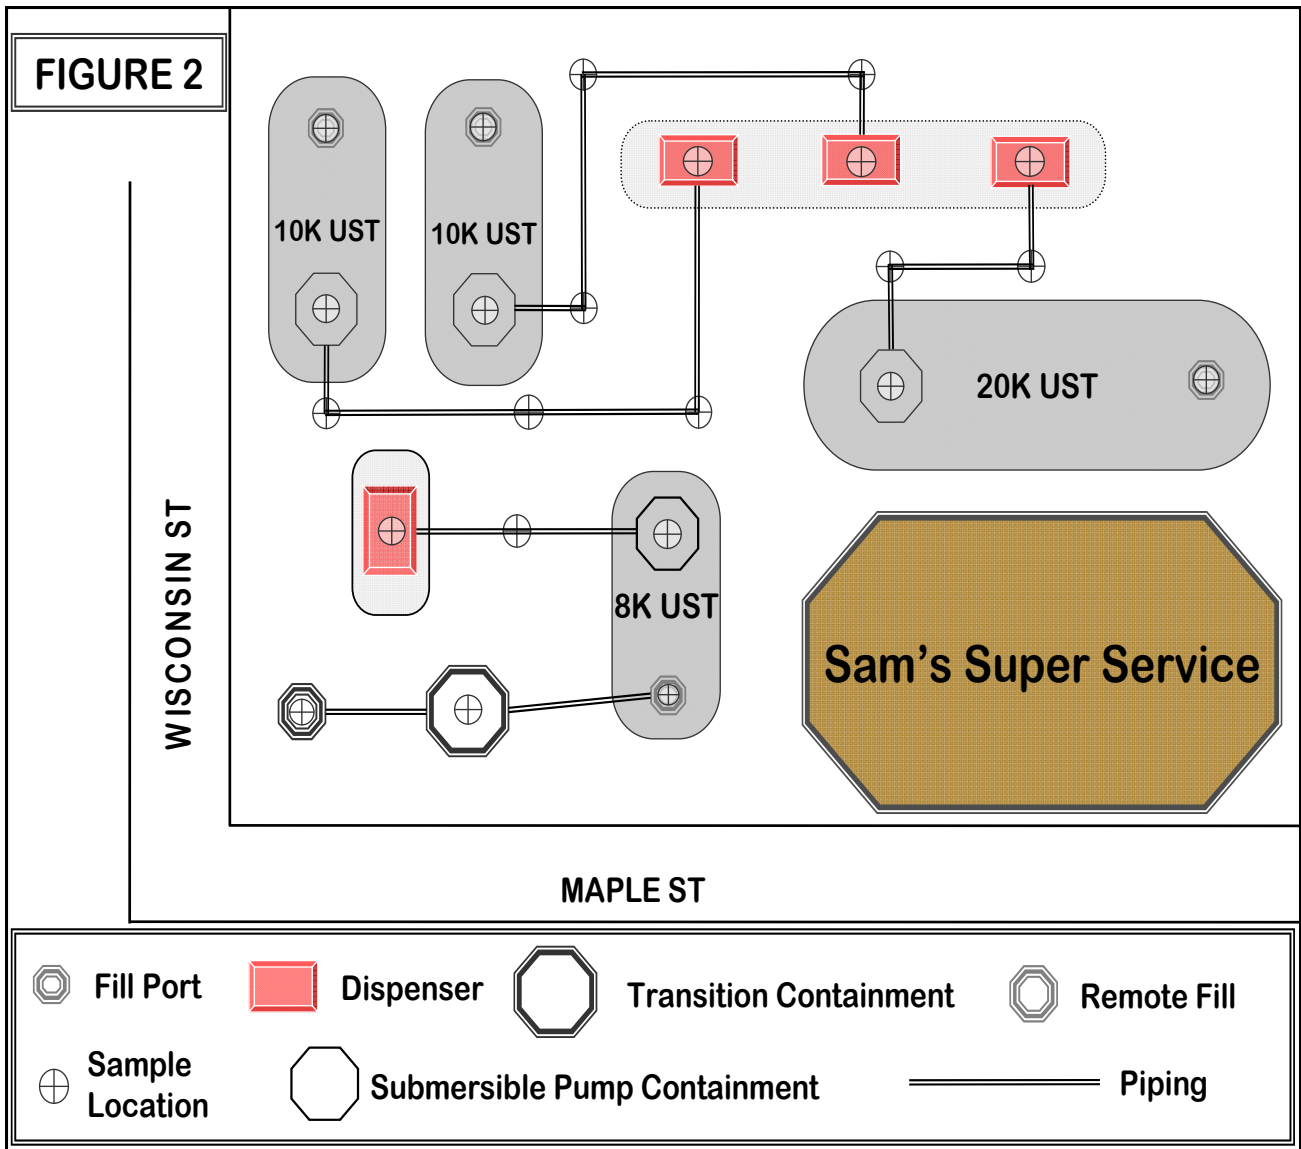 FIGURE 2
10K UST
10K UST
20K UST
8K UST
Sam's Super Service
WISCONSIN ST
MAPLE ST
Fill Port
Dispenser
Transition Containment
Remote Fill
Sample
Location
Submersible Pump Containment
Piping